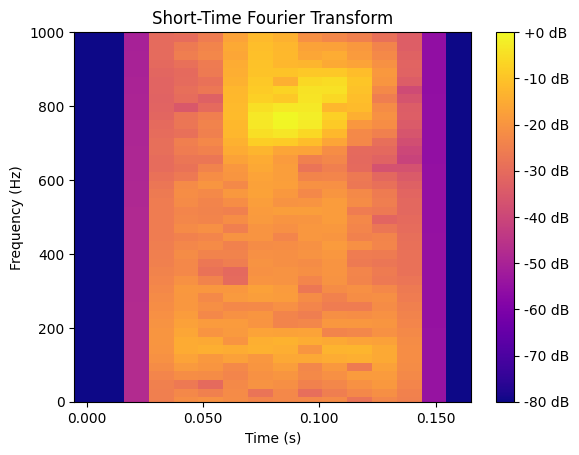 Short-Time Fourier Transform
Frequency (Hz)
1000
800
600
400
200
0
0.000
0.050
0.100
0.150
Time (s)
+0 dB
-10 dB
-20 dB
-30 dB
-40 dB
-50 dB
-60 dB
-70 dB
-80 dB